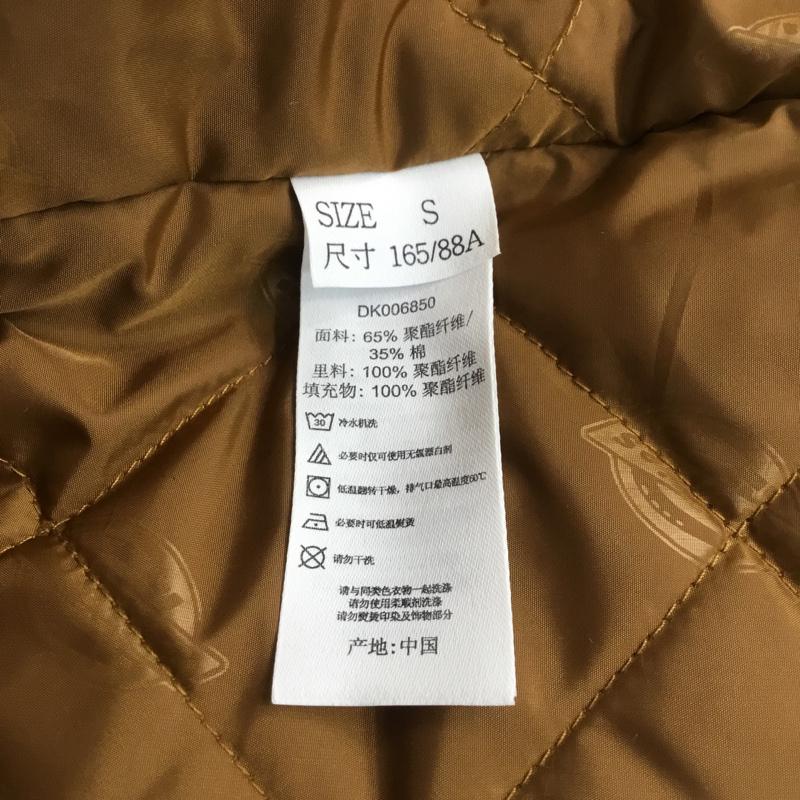 SIZE S
尺寸 165/88A
DK006850
面料: 65% 聚酯纤维/
35% 棉
里料: 100% 聚酯纤维
填充物: 100% 聚酯纤维
30 冷水机洗
必要时仅可使用无氯漂白剂
低温翻转干燥，排气口最高温度60℃
必要时可低温熨烫
请勿干洗
请与同类色衣物一起洗涤
请勿使用柔顺剂洗涤
请勿熨烫印染及饰物部分
产地:中国